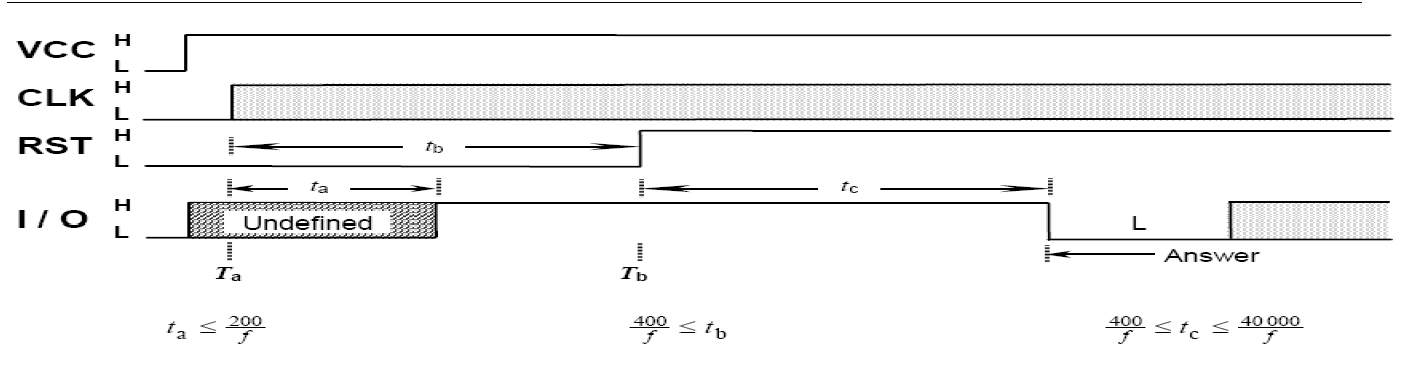 VCC H
L
CLK H
L
RST H
L
t_b
t_a
t_c
I / O H
L
Undefined
L
T_a
T_b
Answer
t_a ≤ 200/f
400/f ≤ t_b
400/f ≤ t_c ≤ 40 000/f